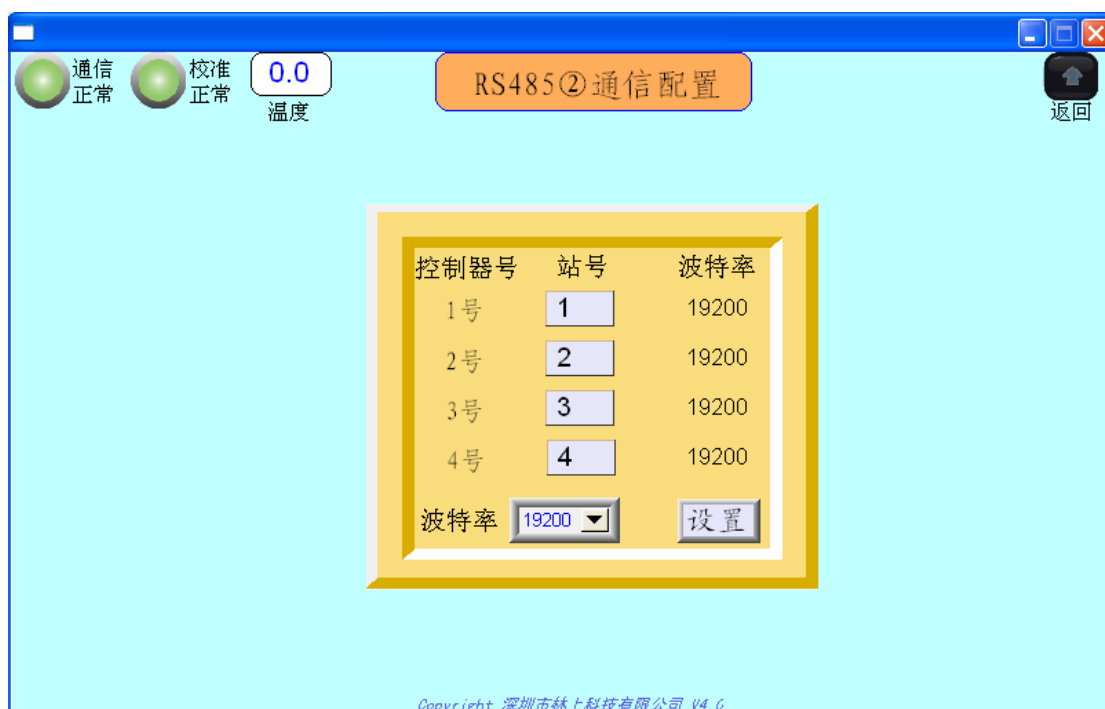 通信 校准 0.0 RS485②通信配置
正常 正常 温度 返回
控制器号 站号 波特率
1号 1 19200
2号 2 19200
3号 3 19200
4号 4 19200
波特率 19200 设置
Copyright 深圳市林上科技有限公司 V4.G